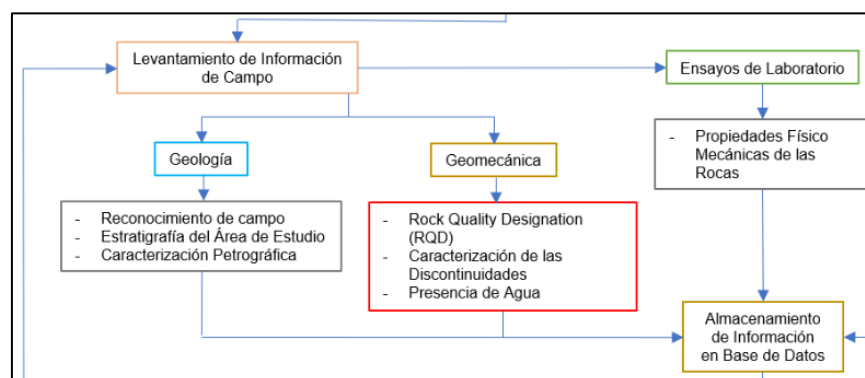 Levantamiento de Información
de Campo
Ensayos de Laboratorio
- Propiedades Físico
Mecánicas de las
Rocas
Geología
Geomecánica
- Reconocimiento de campo
- Estratigrafía del Área de Estudio
- Caracterización Petrográfica
- Rock Quality Designation
(RQD)
- Caracterización de las
Discontinuidades
- Presencia de Agua
Almacenamiento
de Información
en Base de Datos